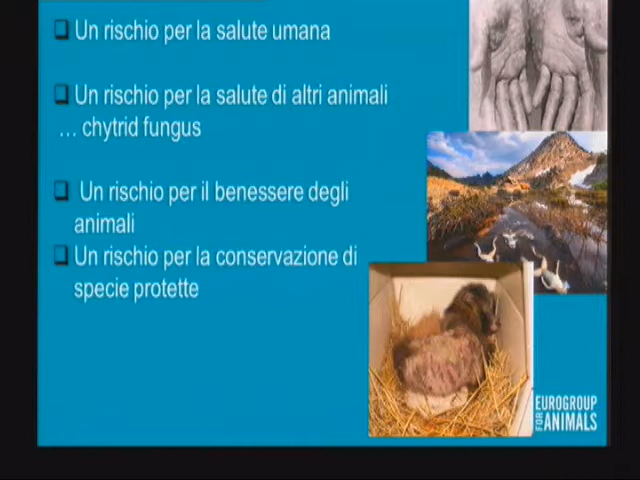 Un rischio per la salute umana
Un rischio per la salute di altri animali
… chytrid fungus
Un rischio per il benessere degli
animali
Un rischio per la conservazione di
specie protette
EUROGROUP
FOR ANIMALS